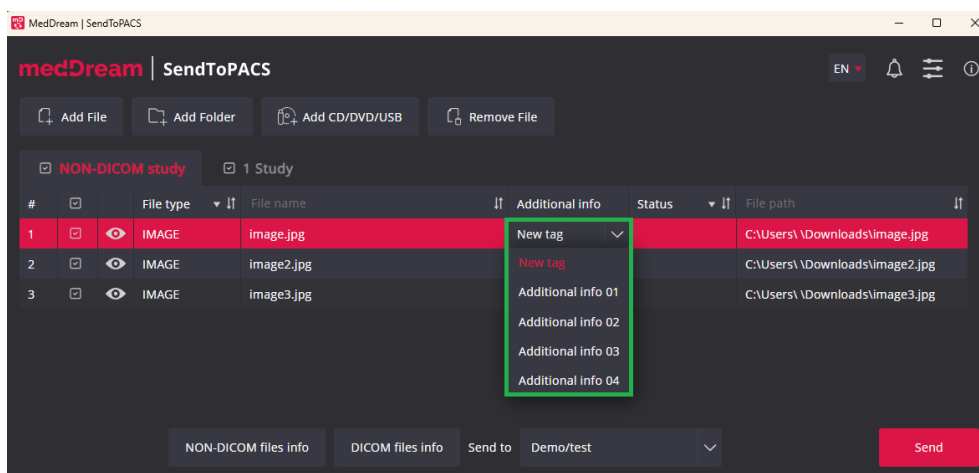 MedDream | SendToPACS
medDream | SendToPACS EN
Add File Add Folder Add CD/DVD/USB Remove File
NON-DICOM study 1 Study
# File type File name Additional info Status File path
1 IMAGE image.jpg New tag C:\Users\ \Downloads\image.jpg
2 IMAGE image2.jpg New tag C:\Users\ \Downloads\image2.jpg
3 IMAGE image3.jpg Additional info 01 C:\Users\ \Downloads\image3.jpg
Additional info 02
Additional info 03
Additional info 04
NON-DICOM files info DICOM files info Send to Demo/test Send